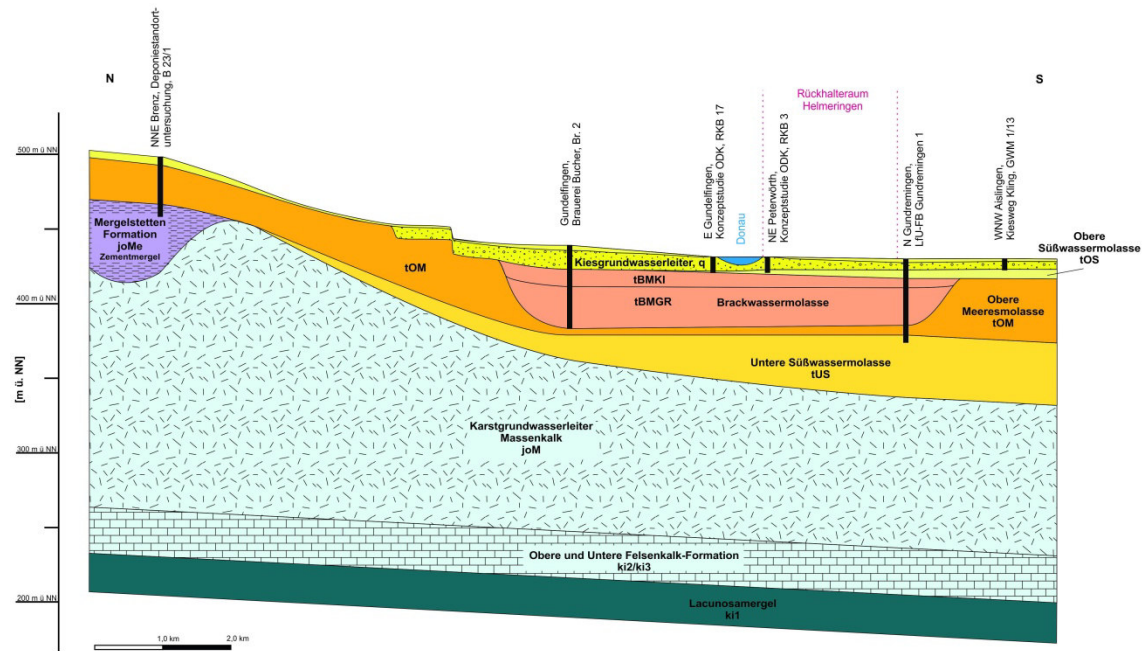 N
S
NNE Brenz, Deponiestandort-
untersuchung, B 23/1
Gundelfingen,
Brauerei Bucher, Br. 2
E Gundelfingen,
Konzeptstudie ODK, RKB 17
Donau
NE Peterwörth,
Konzeptstudie ODK, RKB 3
Rückhalteraum
Helmeringen
N Gundremingen,
LfU-FB Gundremingen 1
WNW Aislingen,
Kiesweg Kling, GWM 1/13
500 m ü NN
400 m ü NN
[m ü. NN]
300 m ü NN
200 m ü NN
Mergelstetten
Formation
joMe
Zementmergel
tOM
Kiesgrundwasserleiter, q
tBMKI
tBMGR
Brackwassermolasse
Obere
Süßwassermolasse
tOS
Obere
Meeresmolasse
tOM
Untere Süßwassermolasse
tUS
Karstgrundwasserleiter
Massenkalk
joM
Obere und Untere Felsenkalk-Formation
ki2/ki3
Lacunosamergel
ki1
1,0 km
2,0 km